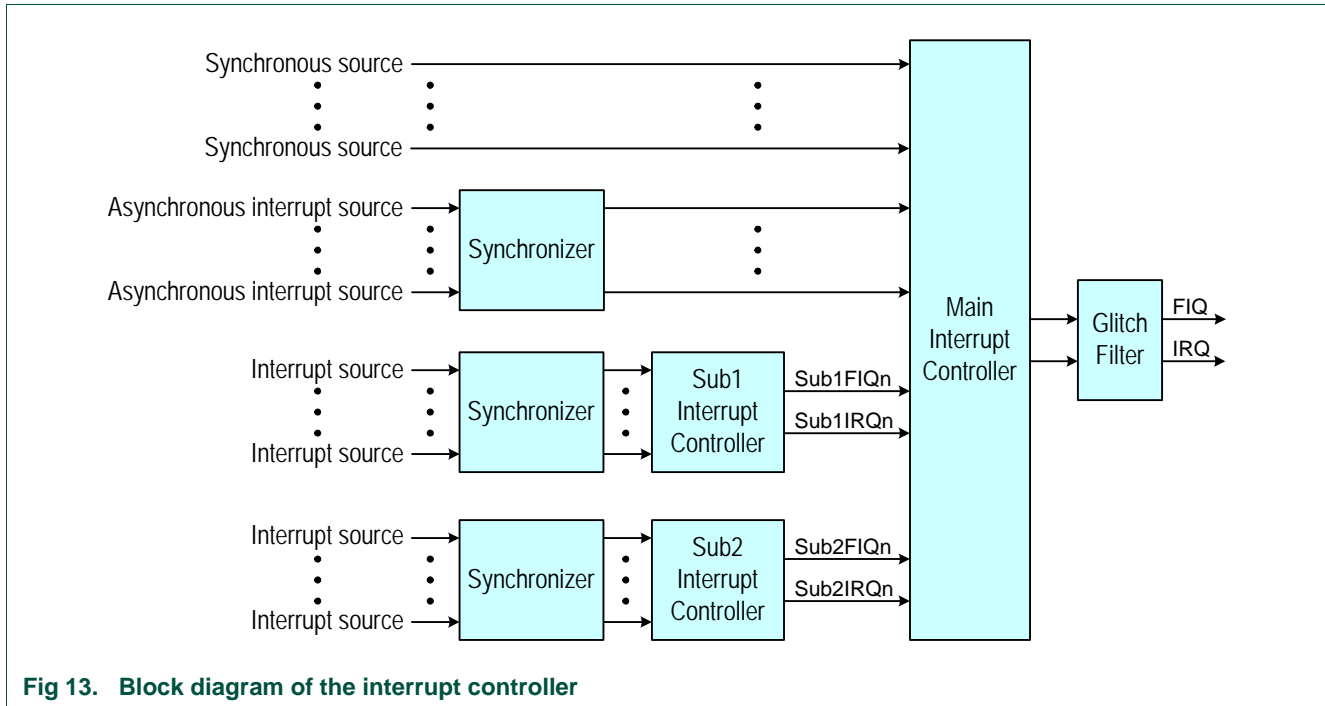 Synchronous source
Synchronous source
Asynchronous interrupt source
Asynchronous interrupt source
Synchronizer
Interrupt source
Interrupt source
Synchronizer
Sub1
Interrupt
Controller
Sub1FIQn
Sub1IRQn
Interrupt source
Interrupt source
Synchronizer
Sub2
Interrupt
Controller
Sub2FIQn
Sub2IRQn
Main
Interrupt
Controller
Glitch
Filter
FIQ
IRQ
Fig 13. Block diagram of the interrupt controller